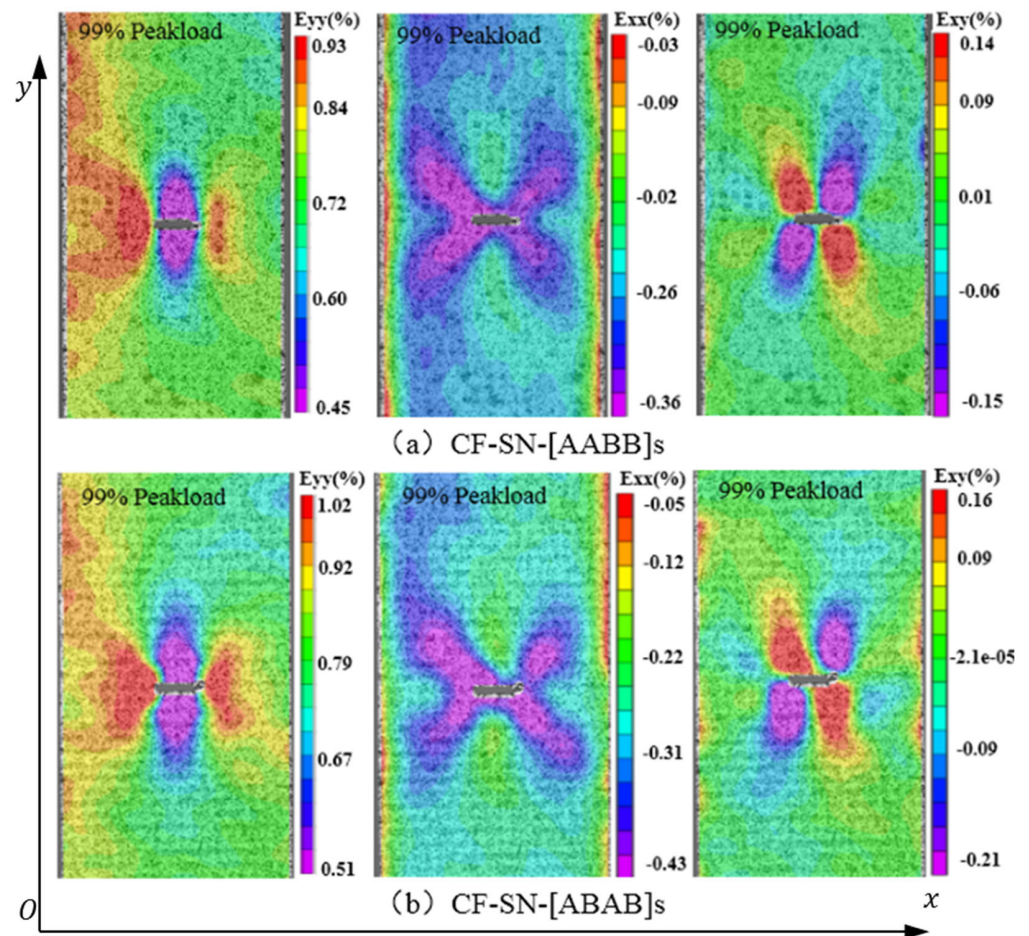 Eyy(%)
99% Peakload
0.93
0.84
0.72
0.60
0.45
Exx(%)
99% Peakload
-0.03
-0.09
-0.02
-0.26
-0.36
Exy(%)
99% Peakload
0.14
0.09
0.01
-0.06
-0.15
y
(a) CF-SN-[AABB]s
Eyy(%)
99% Peakload
1.02
0.92
0.79
0.67
0.51
Exx(%)
99% Peakload
-0.05
-0.12
-0.22
-0.31
-0.43
Exy(%)
99% Peakload
0.16
0.09
-2.1e-05
-0.09
-0.21
(b) CF-SN-[ABAB]s
O
x